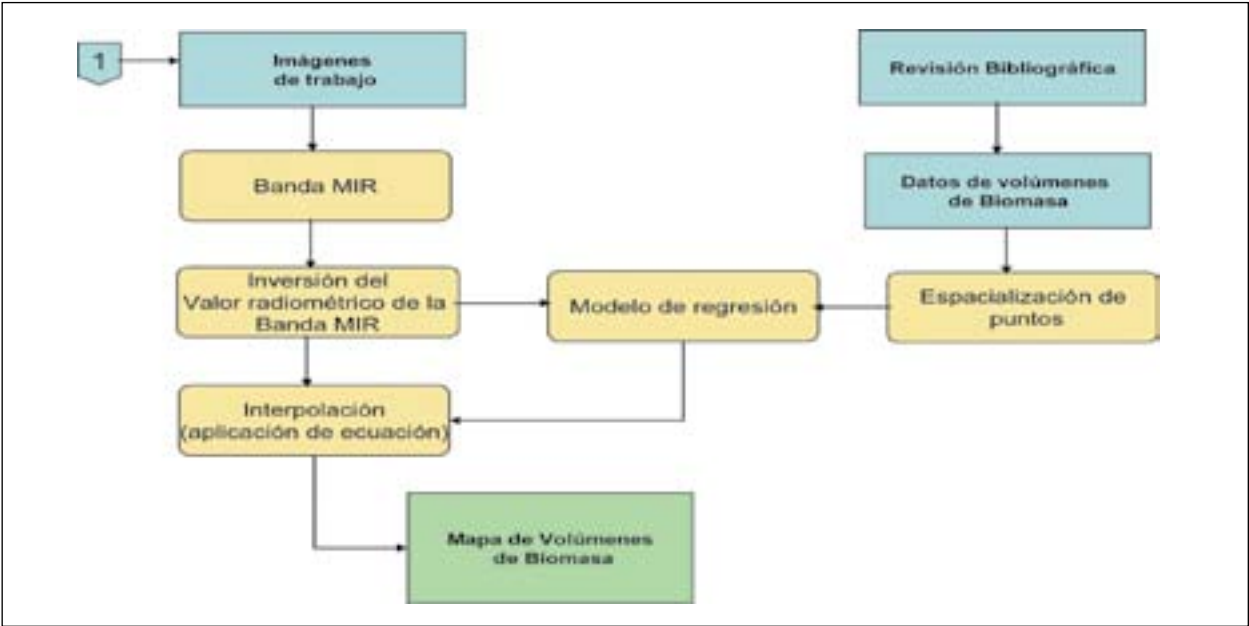 1
Imágenes
de trabajo
Revisión Bibliográfica
Banda MIR
Datos de volúmenes
de Biomasa
Inversión del
Valor radiométrico de la
Banda MIR
Modelo de regresión
Espacialización de
puntos
Interpolación
(aplicación de ecuación)
Mapa de Volúmenes
de Biomasa